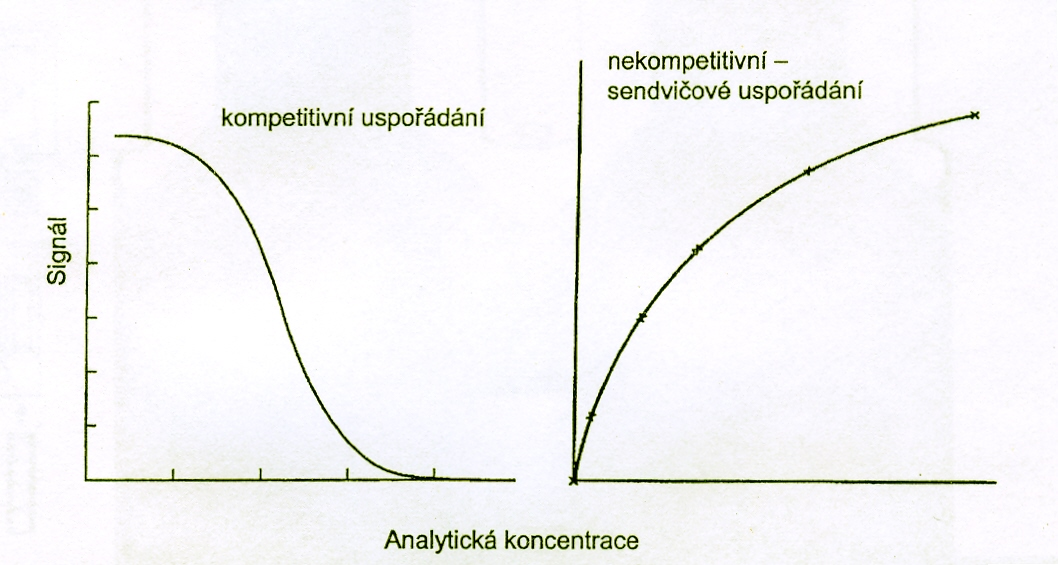 nekompetitivní –
sendvičové uspořádání
kompetitivní uspořádání
Signál
Analytická koncentrace